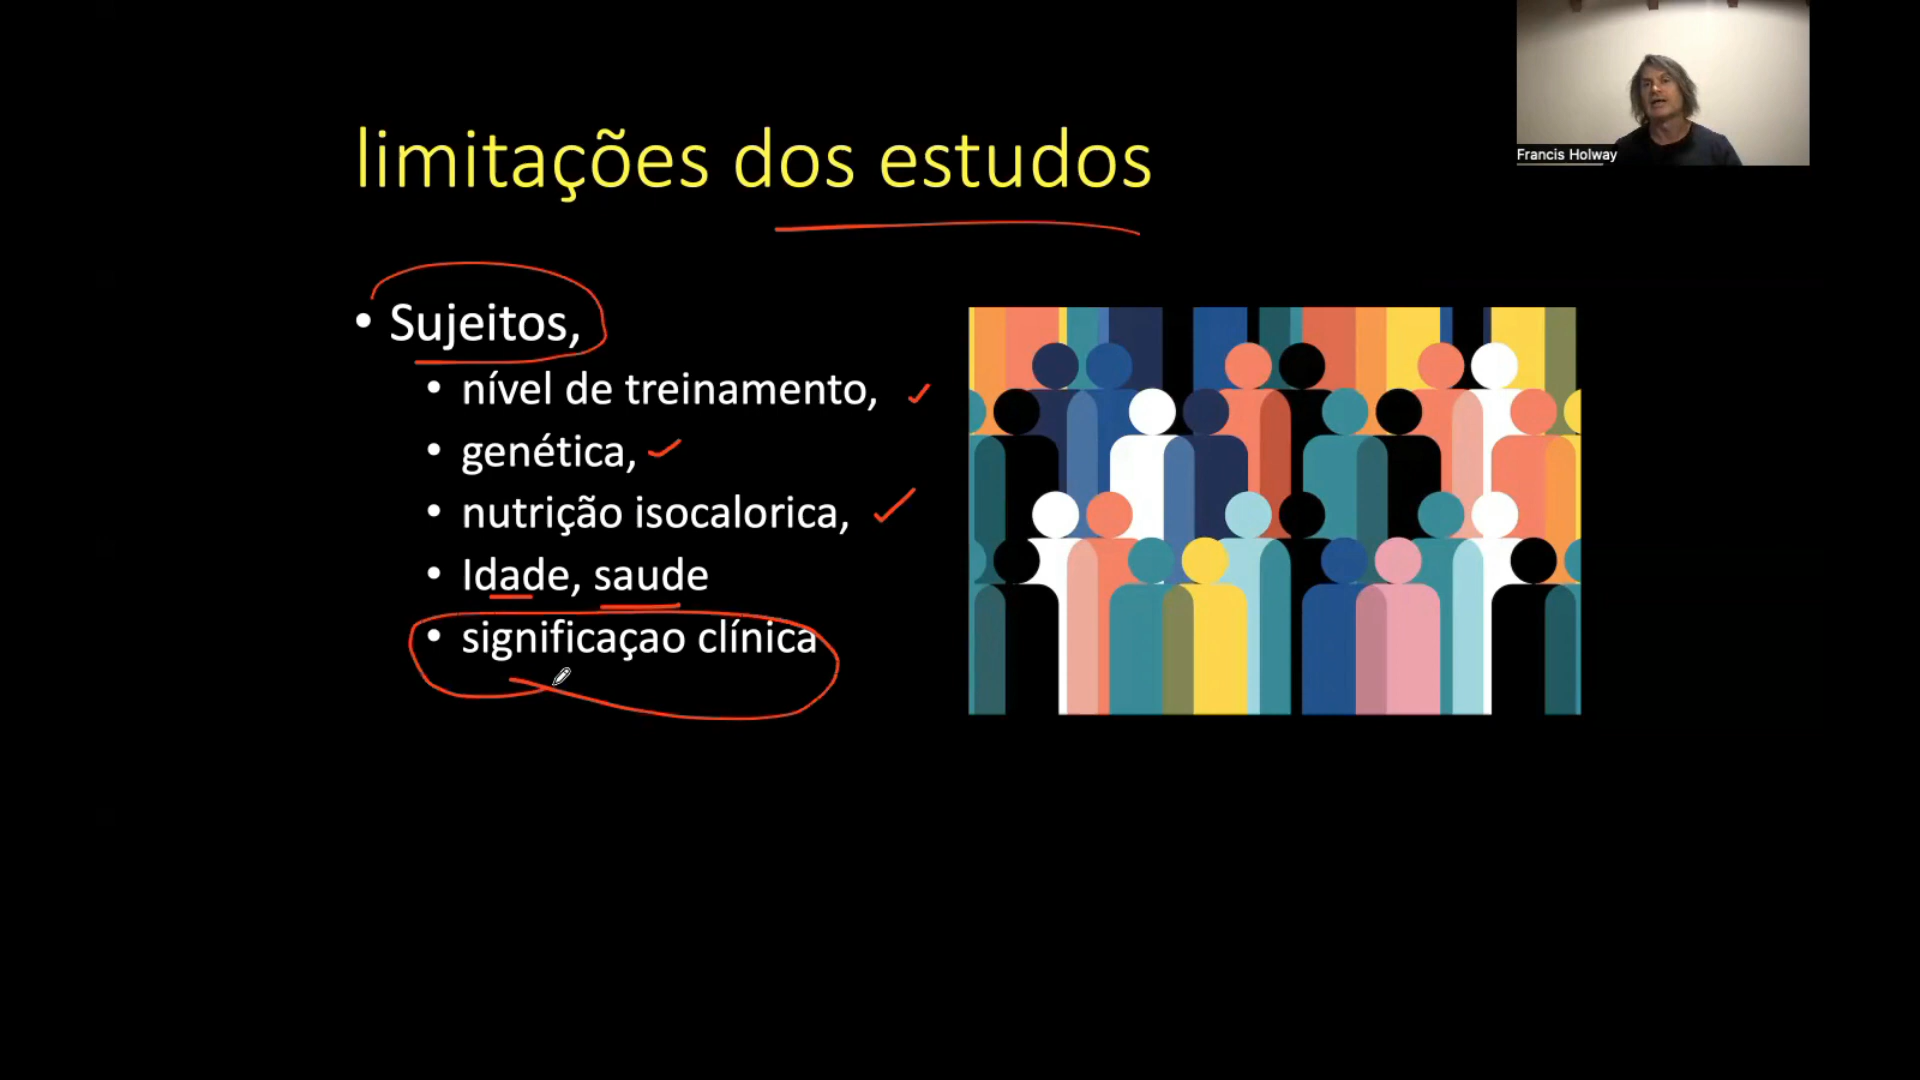 Francis Holway
limitações dos estudos
• Sujeitos,
• nível de treinamento,
• genética,
• nutrição isocalorica,
• Idade, saude
• significaçao clínica